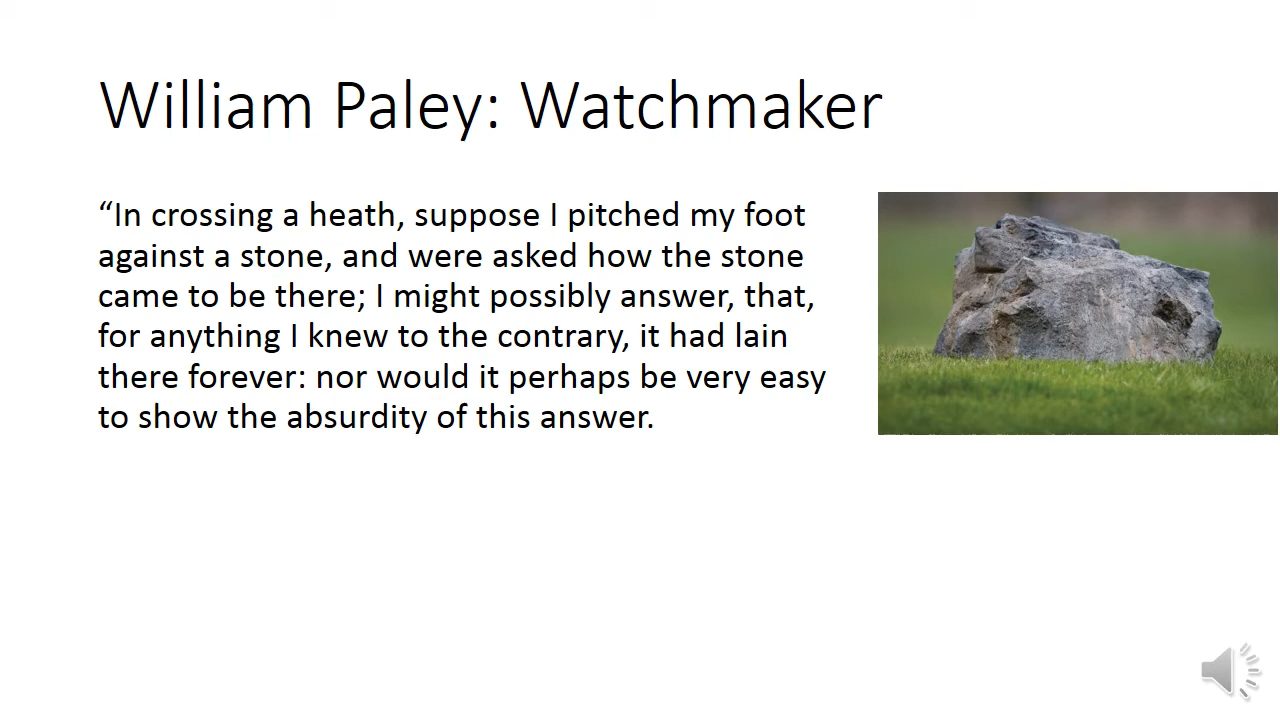 William Paley: Watchmaker
“In crossing a heath, suppose I pitched my foot
against a stone, and were asked how the stone
came to be there; I might possibly answer, that,
for anything I knew to the contrary, it had lain
there forever: nor would it perhaps be very easy
to show the absurdity of this answer.